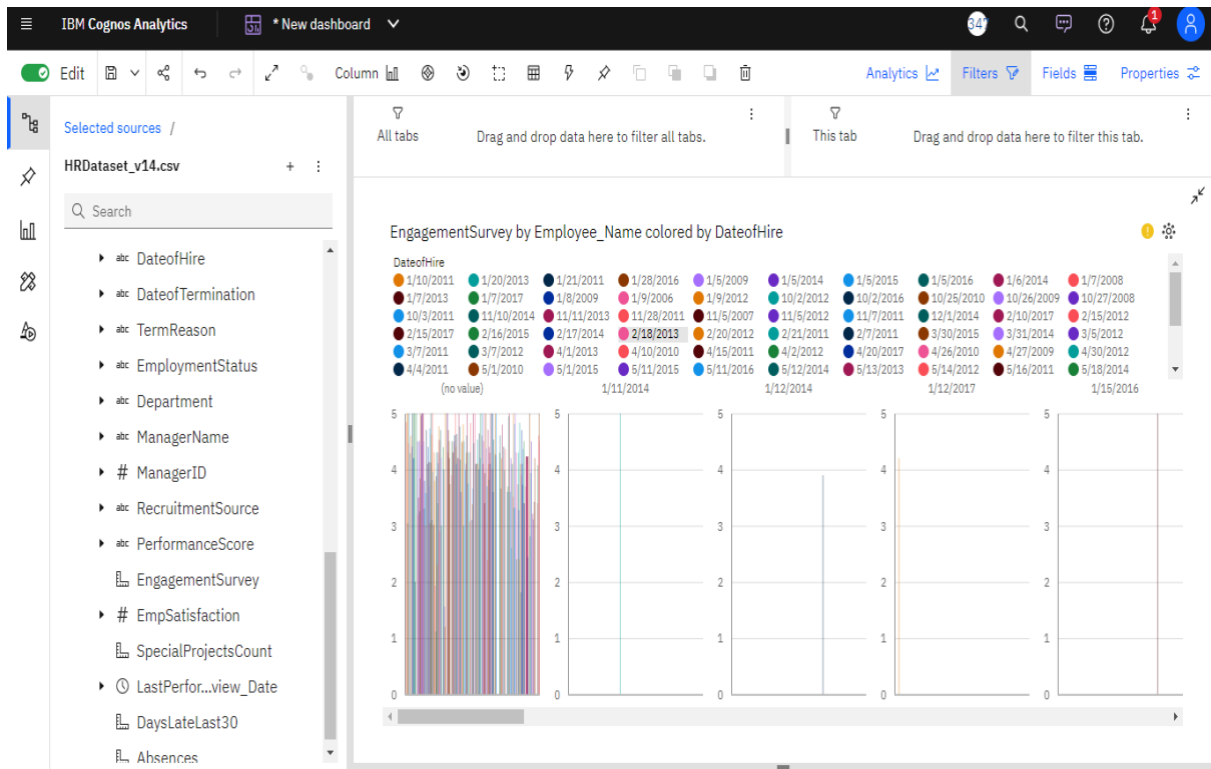 IBM Cognos Analytics * New dashboard 347 1
Edit Column Analytics Filters Fields Properties
Selected sources /
HRDataset_v14.csv
Search
abc DateofHire
abc DateofTermination
abc TermReason
abc EmploymentStatus
abc Department
abc ManagerName
# ManagerID
abc RecruitmentSource
abc PerformanceScore
EngagementSurvey
# EmpSatisfaction
SpecialProjectsCount
LastPerfor...view_Date
DaysLateLast30
Absences
All tabs Drag and drop data here to filter all tabs.
This tab Drag and drop data here to filter this tab.
EngagementSurvey by Employee_Name colored by DateofHire
DateofHire
1/10/2011 1/20/2013 1/21/2011 1/28/2016 1/5/2009 1/5/2014 1/5/2015 1/5/2016 1/6/2014 1/7/2008
1/7/2013 1/7/2017 1/8/2009 1/9/2006 1/9/2012 10/2/2012 10/2/2016 10/25/2010 10/26/2009 10/27/2008
10/3/2011 11/10/2014 11/11/2013 11/28/2011 11/5/2007 11/5/2012 11/7/2011 12/1/2014 2/10/2017 2/15/2012
2/15/2017 2/16/2015 2/17/2014 2/18/2013 2/20/2012 2/21/2011 2/7/2011 3/30/2015 3/31/2014 3/5/2012
3/7/2011 3/7/2012 4/1/2013 4/10/2010 4/15/2011 4/2/2012 4/20/2017 4/26/2010 4/27/2009 4/30/2012
4/4/2011 5/1/2010 5/1/2015 5/11/2015 5/11/2016 5/12/2014 5/13/2013 5/14/2012 5/16/2011 5/18/2014
(no value) 1/11/2014 1/12/2014 1/12/2017 1/15/2016
5 5 5 5 5
4 4 4 4 4
3 3 3 3 3
2 2 2 2 2
1 1 1 1 1
0 0 0 0 0